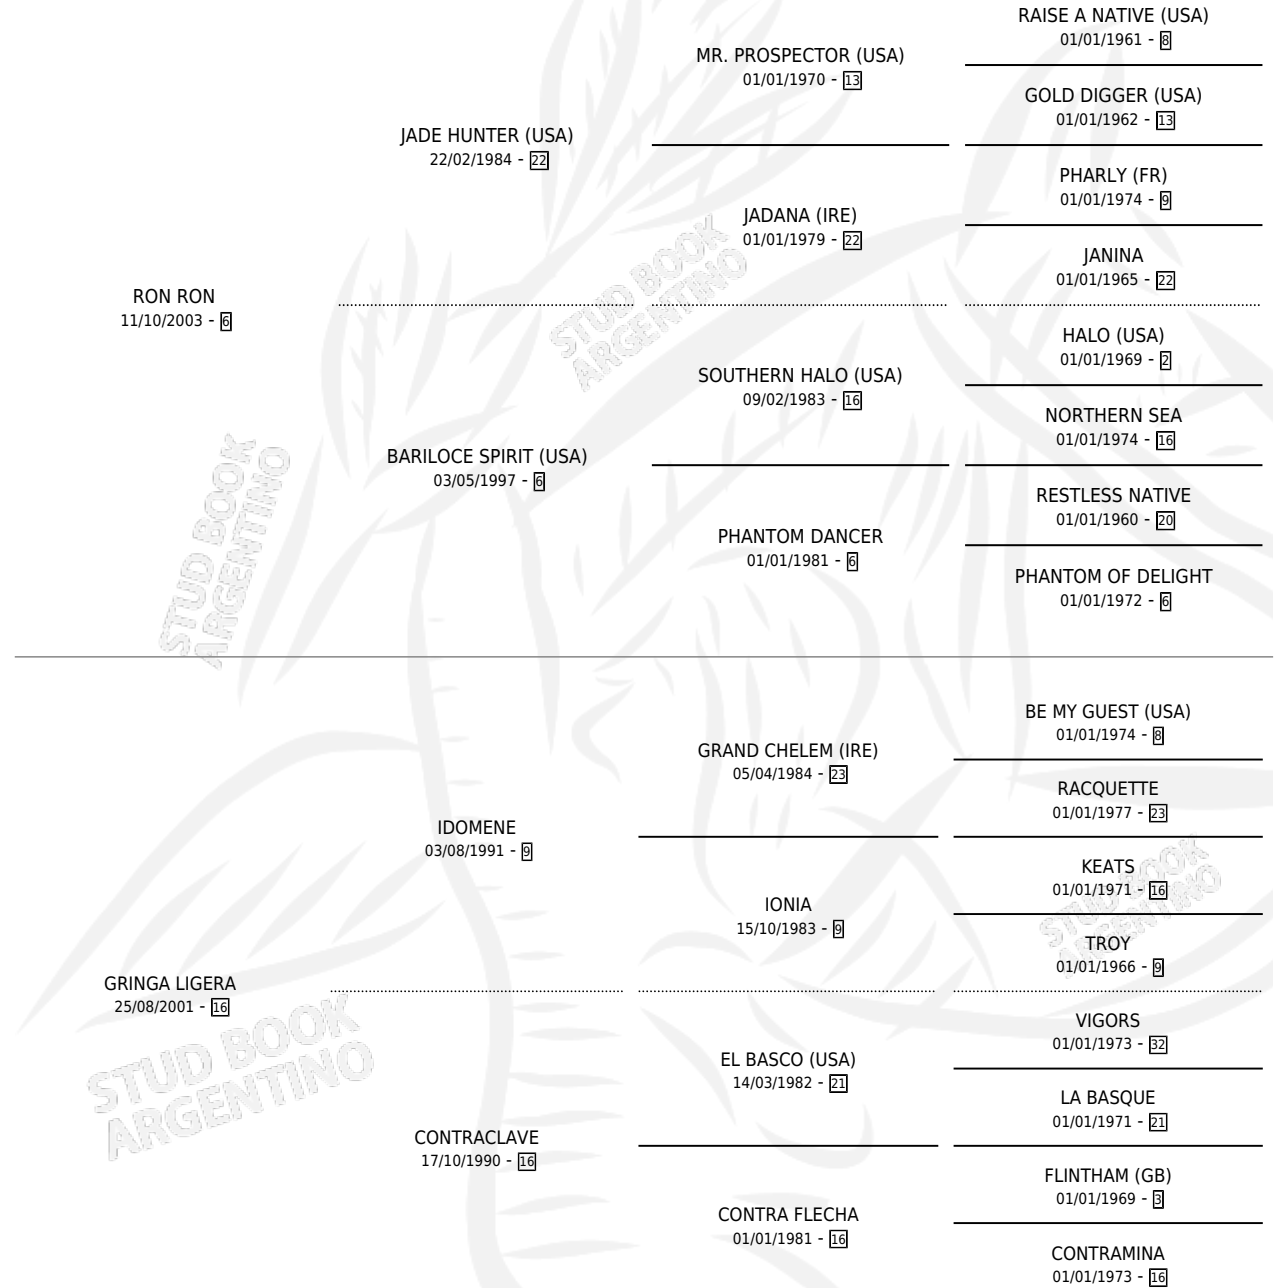 RAISE A NATIVE (USA)
01/01/1961 - 8
MR. PROSPECTOR (USA)
01/01/1970 - 13
GOLD DIGGER (USA)
01/01/1962 - 13
JADE HUNTER (USA)
22/02/1984 - 22
PHARLY (FR)
01/01/1974 - 9
JADANA (IRE)
01/01/1979 - 22
JANINA
01/01/1965 - 22
RON RON
11/10/2003 - 6
STUD BOOK
ARGENTINO
HALO (USA)
01/01/1969 - 2
SOUTHERN HALO (USA)
09/02/1983 - 16
NORTHERN SEA
01/01/1974 - 16
BARILOCE SPIRIT (USA)
03/05/1997 - 6
RESTLESS NATIVE
01/01/1960 - 20
PHANTOM DANCER
01/01/1981 - 6
PHANTOM OF DELIGHT
01/01/1972 - 6
STUD BOOK
ARGENTINO
BE MY GUEST (USA)
01/01/1974 - 8
GRAND CHELEM (IRE)
05/04/1984 - 23
RACQUETTE
01/01/1977 - 23
IDOMENE
03/08/1991 - 9
KEATS
01/01/1971 - 16
IONIA
15/10/1983 - 9
STUD BOOK
ARGENTINO
TROY
01/01/1966 - 9
GRINGA LIGERA
25/08/2001 - 16
VIGORS
01/01/1973 - 32
EL BASCO (USA)
14/03/1982 - 21
STUD BOOK
ARGENTINO
LA BASQUE
01/01/1971 - 21
CONTRACLAVE
17/10/1990 - 16
FLINTHAM (GB)
01/01/1969 - 3
CONTRA FLECHA
01/01/1981 - 16
CONTRAMINA
01/01/1973 - 16